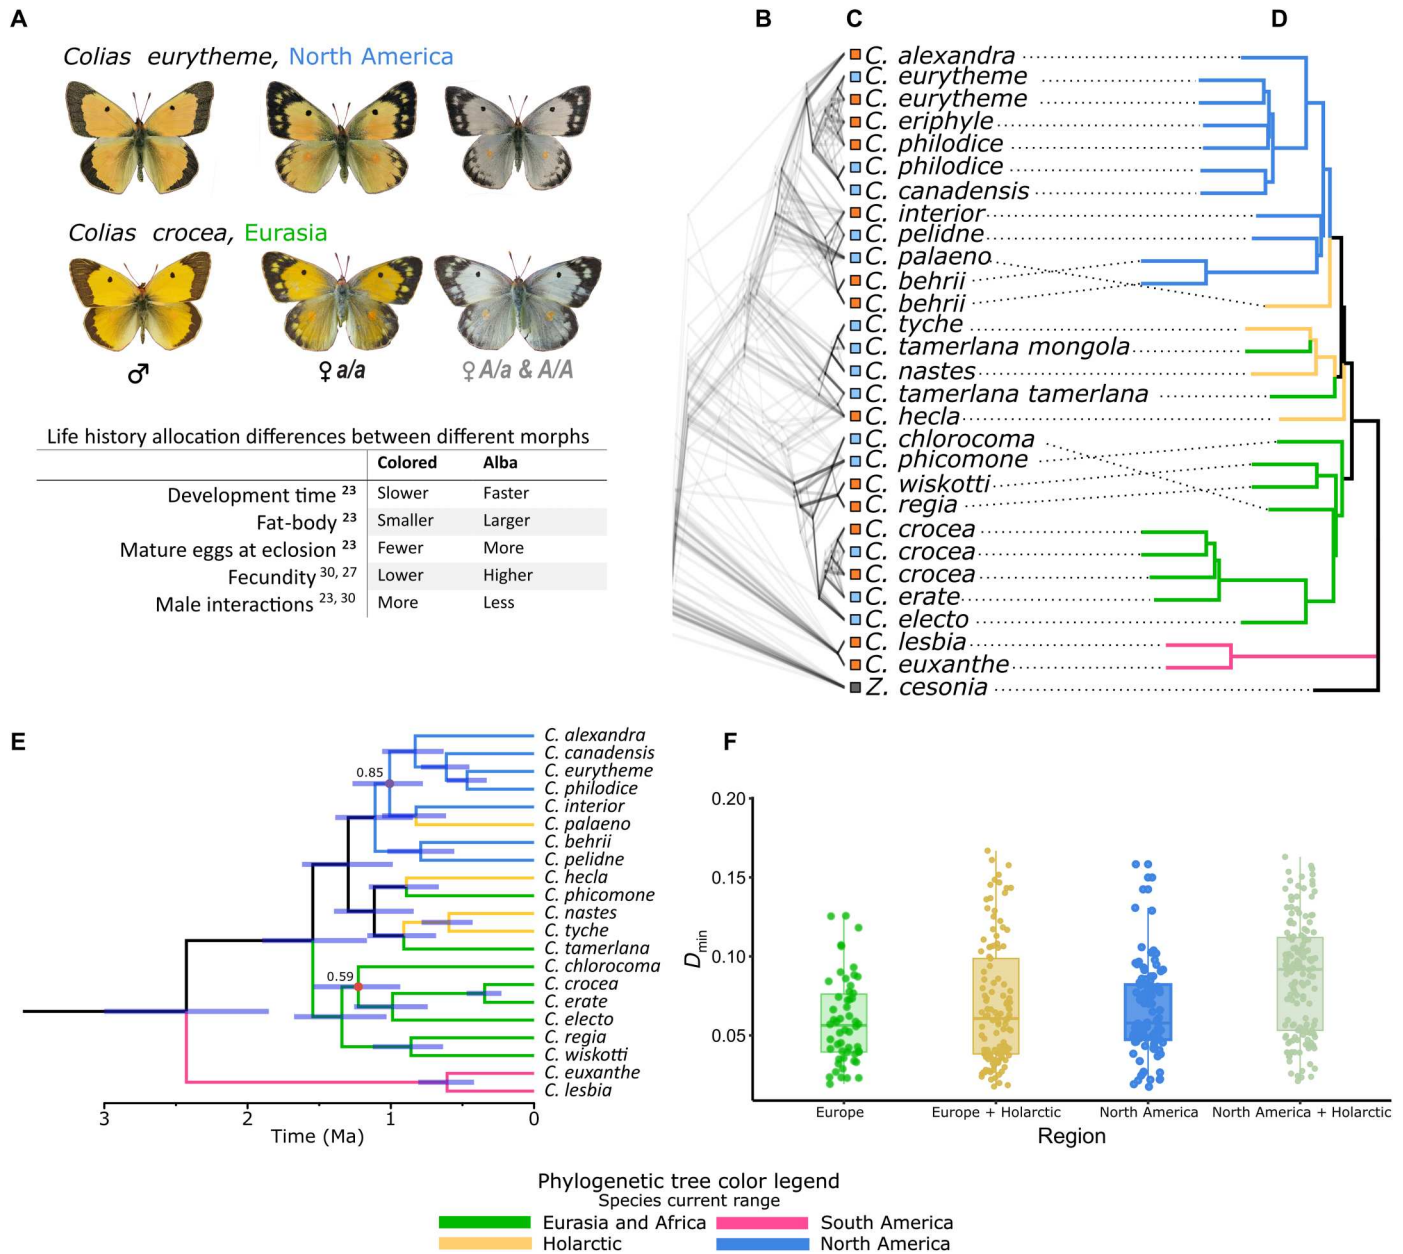 A
Colias eurytheme, North America
Colias crocea, Eurasia
♂
♀ a/a
♀ A/a & A/A
Life history allocation differences between different morphs
Colored Alba
Development time 23 Slower Faster
Fat-body 23 Smaller Larger
Mature eggs at eclosion 23 Fewer More
Fecundity 30, 27 Lower Higher
Male interactions 23, 30 More Less
B
C
D
C. alexandra
C. eurytheme
C. eurytheme
C. eriphyle
C. philodice
C. philodice
C. canadensis
C. interior
C. pelidne
C. palaeno
C. behrii
C. behrii
C. tyche
C. tamerlana mongola
C. nastes
C. tamerlana tamerlana
C. hecla
C. chlorocoma
C. phicomone
C. wiskotti
C. regia
C. crocea
C. crocea
C. crocea
C. erate
C. electo
C. lesbia
C. euxanthe
Z. cesonia
E
C. alexandra
C. canadensis
C. eurytheme
C. philodice
C. interior
C. palaeno
C. behrii
C. pelidne
C. hecla
C. phicomone
C. nastes
C. tyche
C. tamerlana
C. chlorocoma
C. crocea
C. erate
C. electo
C. regia
C. wiskotti
C. euxanthe
C. lesbia
0.85
0.59
3 2 1 0
Time (Ma)
F
0.20
0.15
0.10
0.05
Dmin
Europe Europe + Holarctic North America North America + Holarctic
Region
Phylogenetic tree color legend
Species current range
Eurasia and Africa South America
Holarctic North America